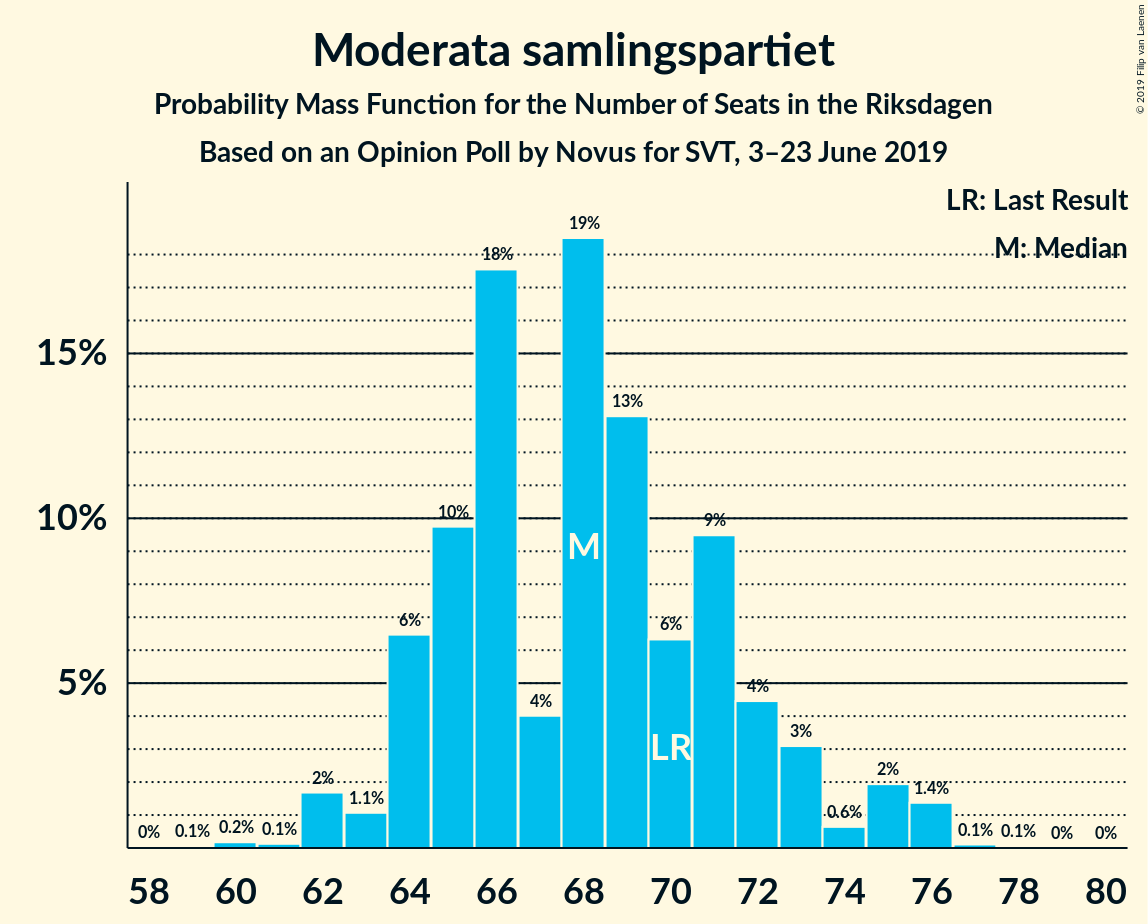 Moderata samlingspartiet
Probability Mass Function for the Number of Seats in the Riksdagen
Based on an Opinion Poll by Novus for SVT, 3–23 June 2019
© 2019 Filip van Laenen
LR: Last Result
M: Median
15%
10%
5%
0%
0.1%
0.2%
0.1%
2%
1.1%
6%
10%
18%
4%
19%
13%
6%
9%
4%
3%
0.6%
2%
1.4%
0.1%
0.1%
0%
0%
M
LR
58 60 62 64 66 68 70 72 74 76 78 80